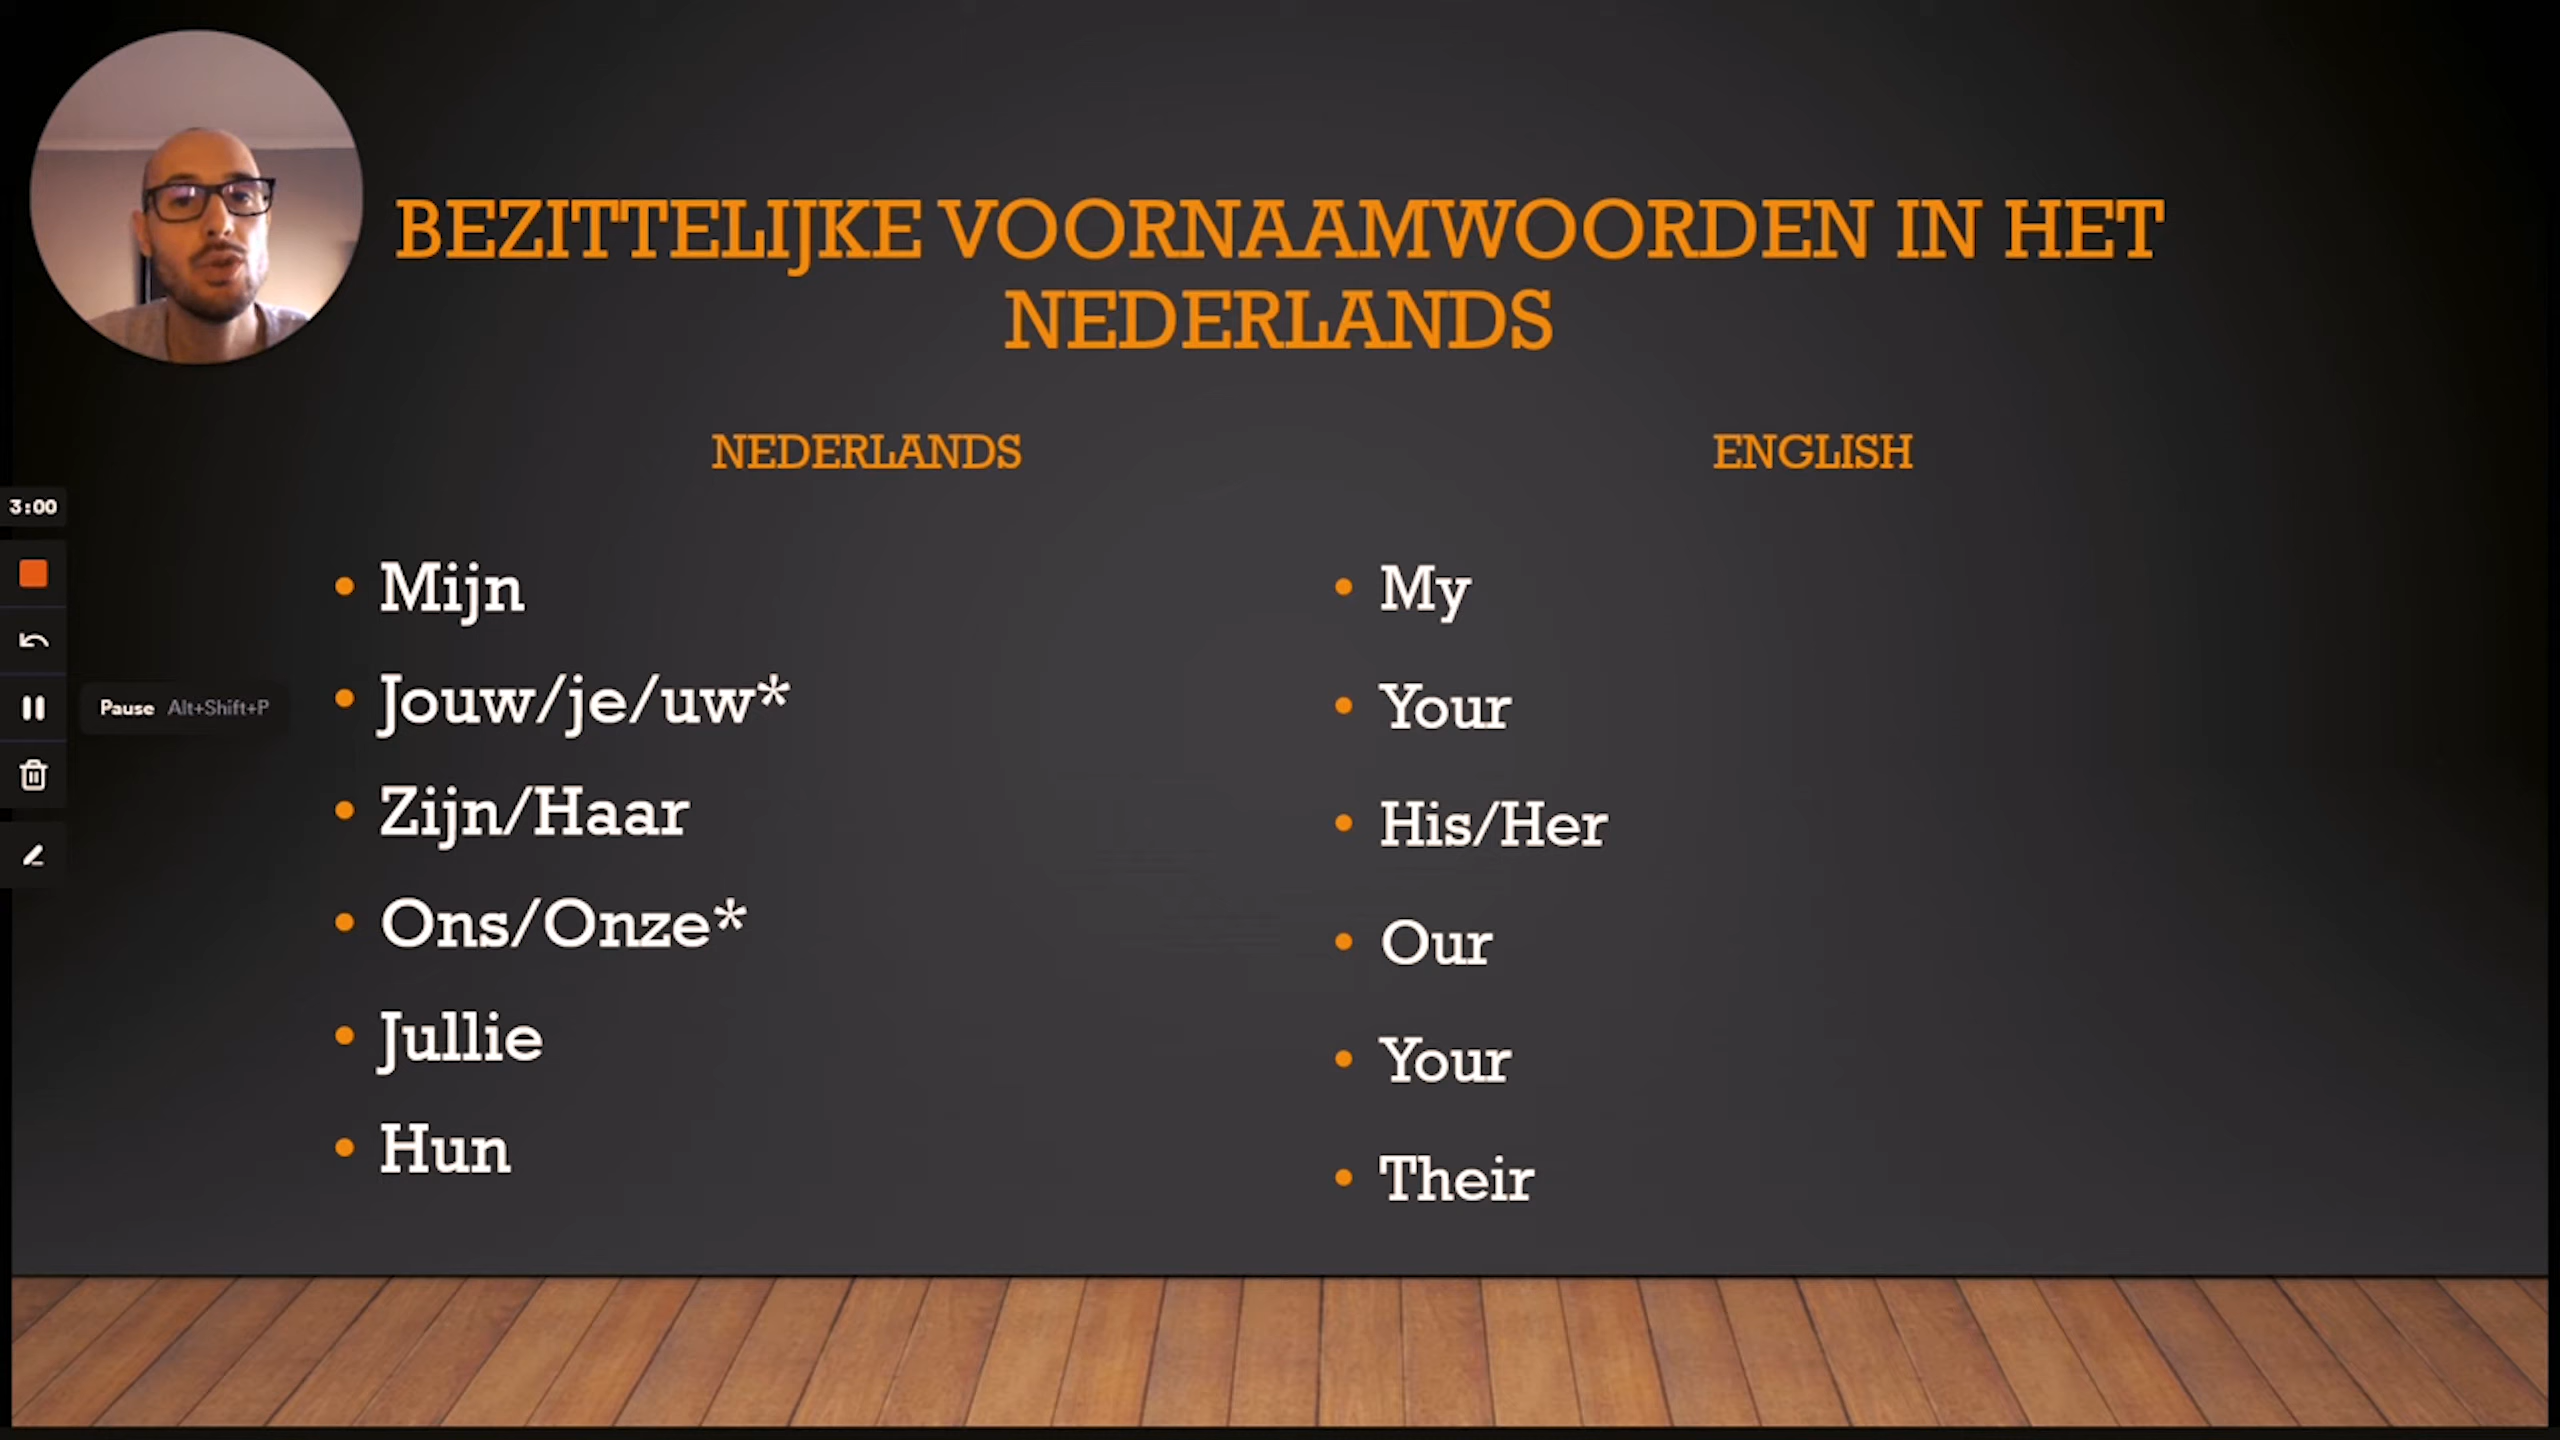 BEZITTELIJKE VOORNAAMWOORDEN IN HET
NEDERLANDS
NEDERLANDS
Mijn
Jouw/je/uw*
Zijn/Haar
Ons/Onze*
Jullie
Hun
ENGLISH
My
Your
His/Her
Our
Your
Their
3:00
Pause Alt+Shift+P